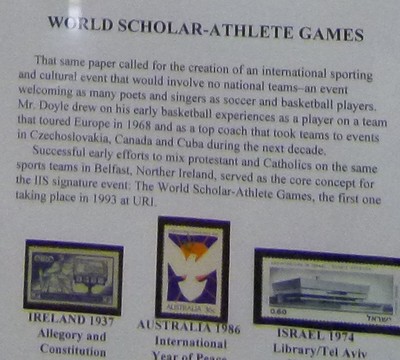 WORLD SCHOLAR-ATHLETE GAMES
That same paper called for the creation of an international sporting
and cultural event that would involve no national teams–an event
welcoming as many poets and singers as soccer and basketball players.
Mr. Doyle drew on his early basketball experiences as a player on a team
that toured Europe in 1968 and as a top coach that took teams to events
in Czechoslovakia, Canada and Cuba during the next decade.
Successful early efforts to mix protestant and Catholics on the same
sports teams in Belfast, Norther Ireland, served as the core concept for
the IIS signature event: The World Scholar-Athlete Games, the first one
taking place in 1993 at URI.
AUSTRALIA
0.60
IRELAND 1937
Allegory and
Constitution
AUSTRALIA 1986
International
Year of Peace
ISRAEL 1974
Library/Tel Aviv